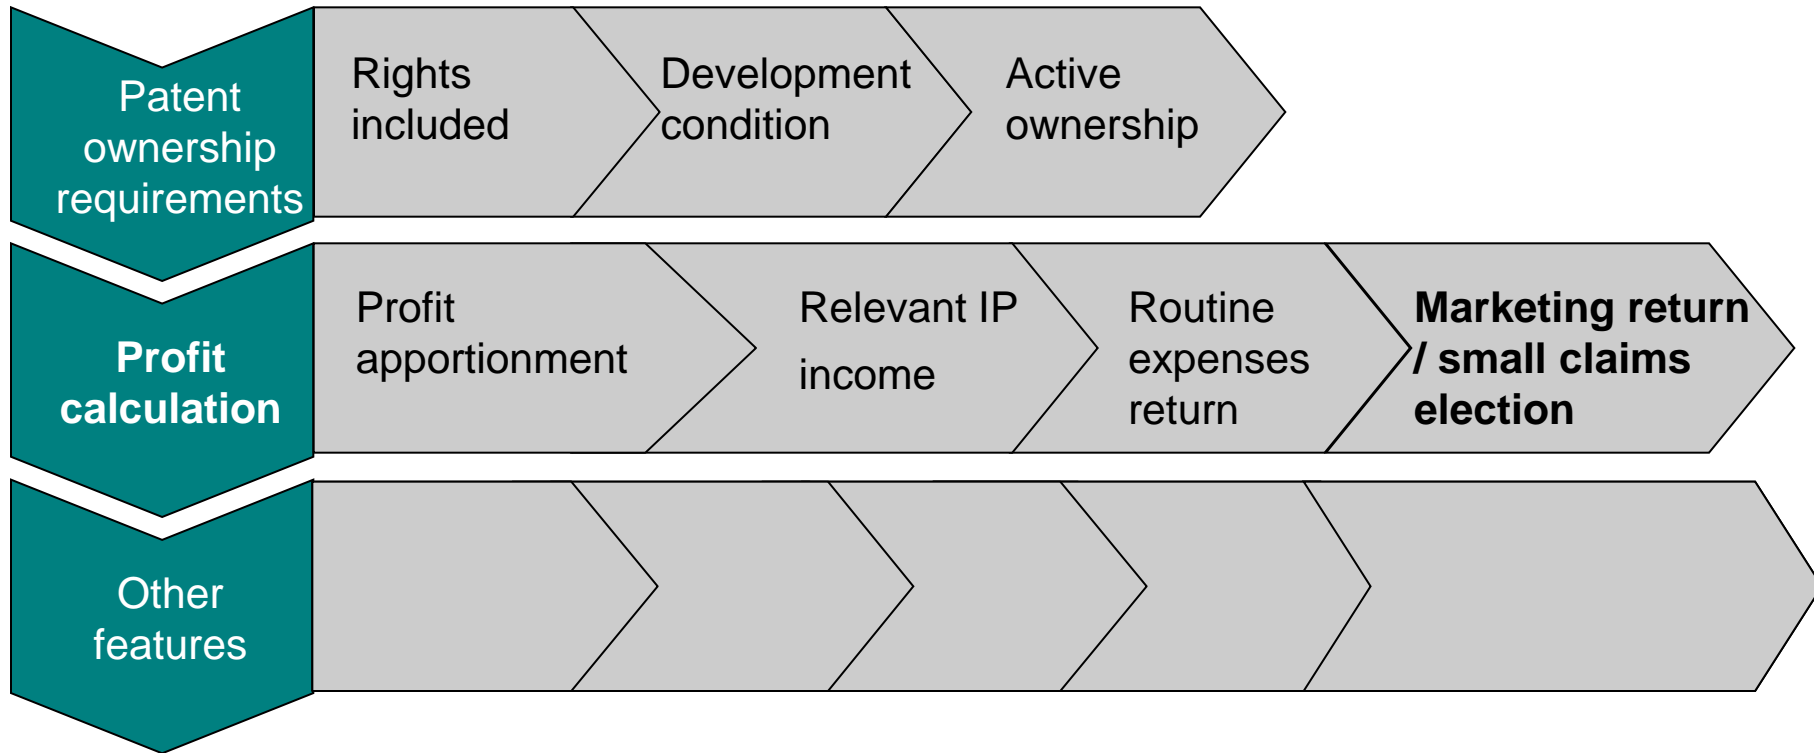 Patent
ownership
requirements
Rights
included
Development
condition
Active
ownership
Profit
calculation
Profit
apportionment
Relevant IP
income
Routine
expenses
return
Marketing return
/ small claims
election
Other
features